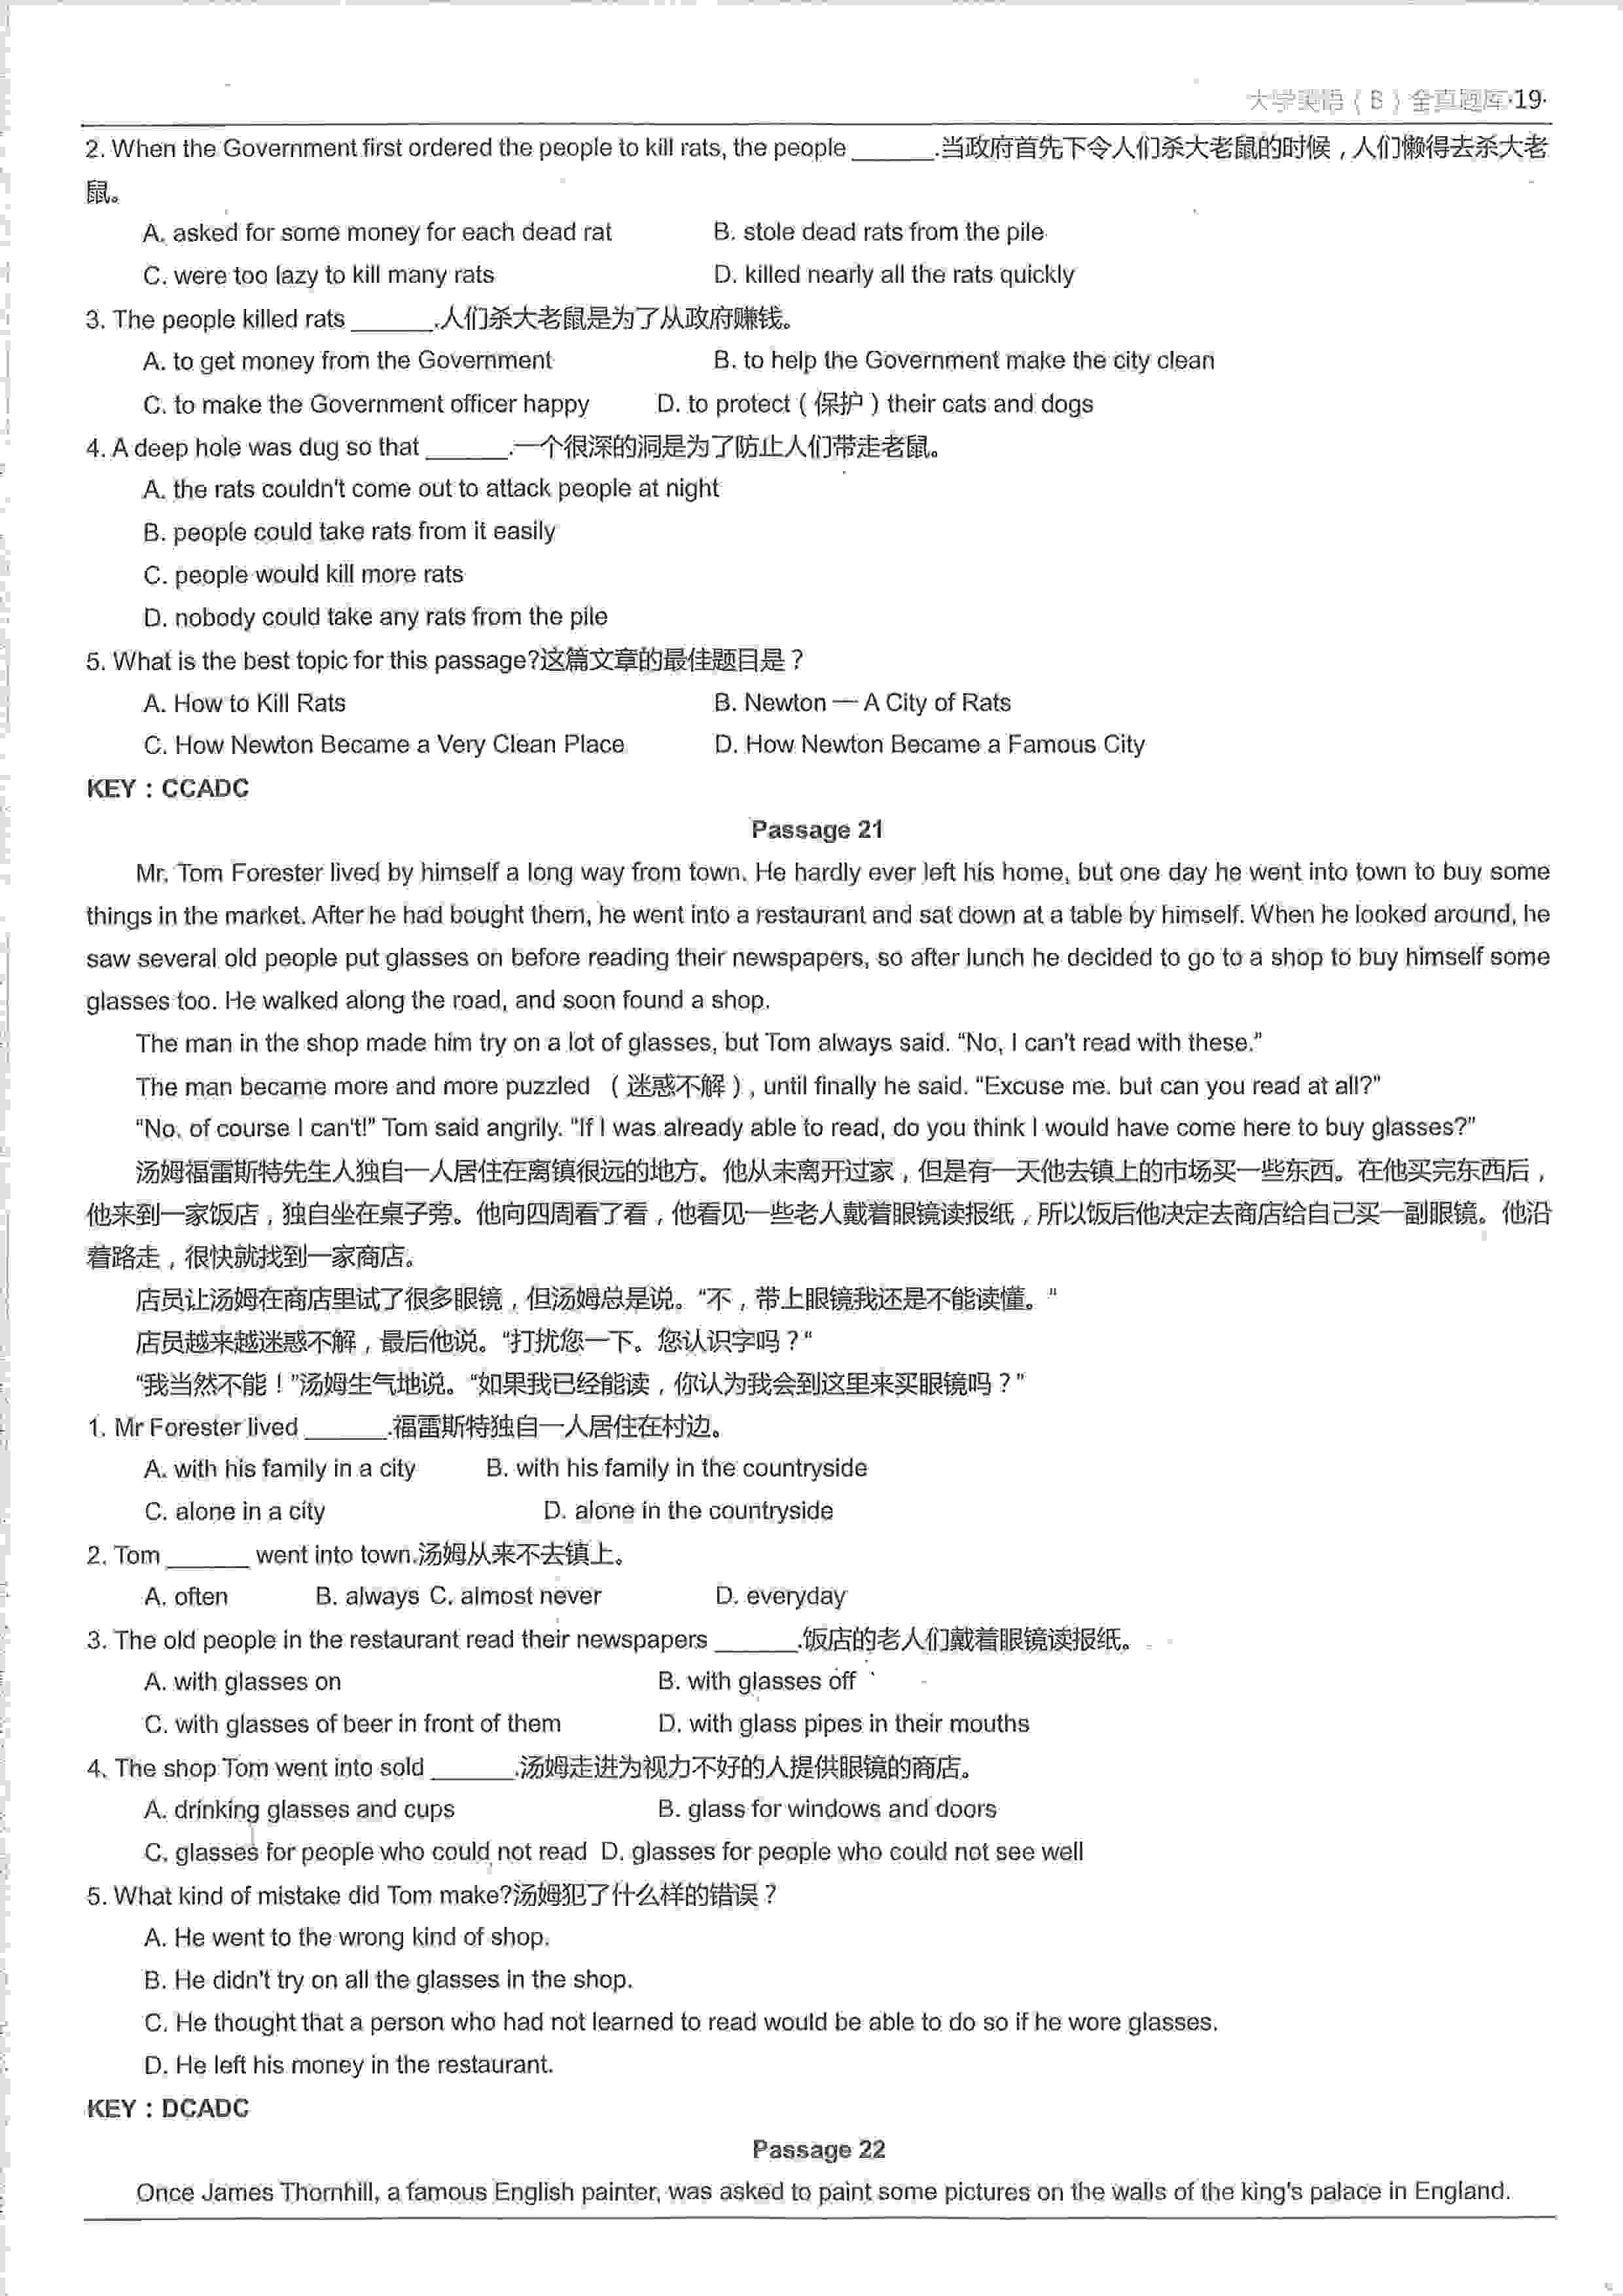 大学英语（B）全真题库·19·
2. When the Government first ordered the people to kill rats, the people ______.当政府首先下令人们杀大老鼠的时候，人们懒得去杀大老
鼠。
A. asked for some money for each dead rat B. stole dead rats from the pile
C. were too lazy to kill many rats D. killed nearly all the rats quickly
3. The people killed rats ______.人们杀大老鼠是为了从政府赚钱。
A. to get money from the Government B. to help the Government make the city clean
C. to make the Government officer happy D. to protect（保护）their cats and dogs
4. A deep hole was dug so that ______.一个很深的洞是为了防止人们带走老鼠。
A. the rats couldn't come out to attack people at night
B. people could take rats from it easily
C. people would kill more rats
D. nobody could take any rats from the pile
5. What is the best topic for this passage?这篇文章的最佳题目是？
A. How to Kill Rats B. Newton — A City of Rats
C. How Newton Became a Very Clean Place D. How Newton Became a Famous City
KEY：CCADC
Passage 21
Mr. Tom Forester lived by himself a long way from town. He hardly ever left his home, but one day he went into town to buy some
things in the market. After he had bought them, he went into a restaurant and sat down at a table by himself. When he looked around, he
saw several old people put glasses on before reading their newspapers, so after lunch he decided to go to a shop to buy himself some
glasses too. He walked along the road, and soon found a shop.
The man in the shop made him try on a lot of glasses, but Tom always said. “No, I can't read with these.”
The man became more and more puzzled （迷惑不解）, until finally he said. “Excuse me. but can you read at all?”
“No, of course I can't!” Tom said angrily. “If I was already able to read, do you think I would have come here to buy glasses?”
汤姆福雷斯特先生人独自一人居住在离镇很远的地方。他从未离开过家，但是有一天他去镇上的市场买一些东西。在他买完东西后，
他来到一家饭店，独自坐在桌子旁。他向四周看了看，他看见一些老人戴着眼镜读报纸，所以饭后他决定去商店给自己买一副眼镜。他沿
着路走，很快就找到一家商店。
店员让汤姆在商店里试了很多眼镜，但汤姆总是说。“不，带上眼镜我还是不能读懂。“
店员越来越迷惑不解，最后他说。“打扰您一下。您认识字吗？“
“我当然不能！”汤姆生气地说。“如果我已经能读，你认为我会到这里来买眼镜吗？”
1. Mr Forester lived ______.福雷斯特独自一人居住在村边。
A. with his family in a city B. with his family in the countryside
C. alone in a city D. alone in the countryside
2. Tom ______ went into town.汤姆从来不去镇上。
A. often B. always C. almost never D. everyday
3. The old people in the restaurant read their newspapers ______.饭店的老人们戴着眼镜读报纸。
A. with glasses on B. with glasses off
C. with glasses of beer in front of them D. with glass pipes in their mouths
4. The shop Tom went into sold ______.汤姆走进为视力不好的人提供眼镜的商店。
A. drinking glasses and cups B. glass for windows and doors
C. glasses for people who could not read D. glasses for people who could not see well
5. What kind of mistake did Tom make?汤姆犯了什么样的错误？
A. He went to the wrong kind of shop.
B. He didn't try on all the glasses in the shop.
C. He thought that a person who had not learned to read would be able to do so if he wore glasses.
D. He left his money in the restaurant.
KEY：DCADC
Passage 22
Once James Thornhill, a famous English painter, was asked to paint some pictures on the walls of the king's palace in England.